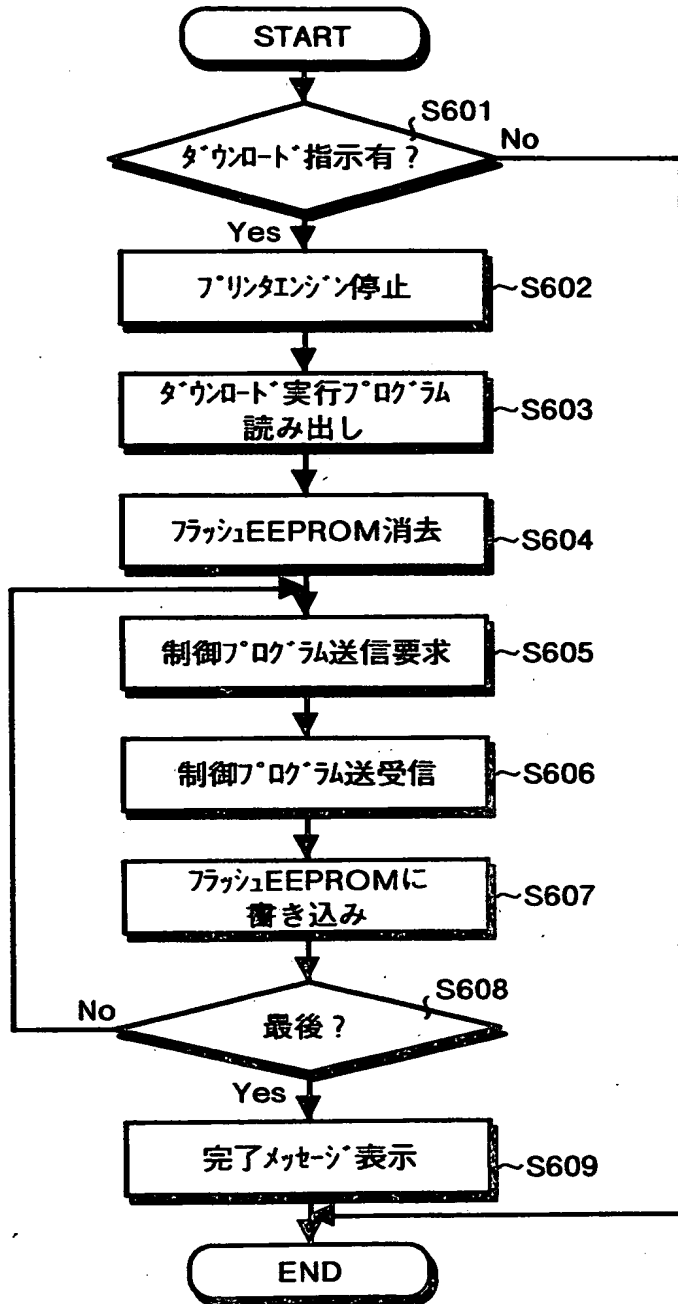 START
S601
ダウンロード指示有？
No
Yes
プリンタエンジン停止
～S602
ダウンロード実行プログラム
読み出し
～S603
フラッシュEEPROM消去
～S604
制御プログラム送信要求
～S605
制御プログラム送受信
～S606
フラッシュEEPROMに
書き込み
～S607
S608
No
最後？
Yes
完了メッセージ表示
～S609
END